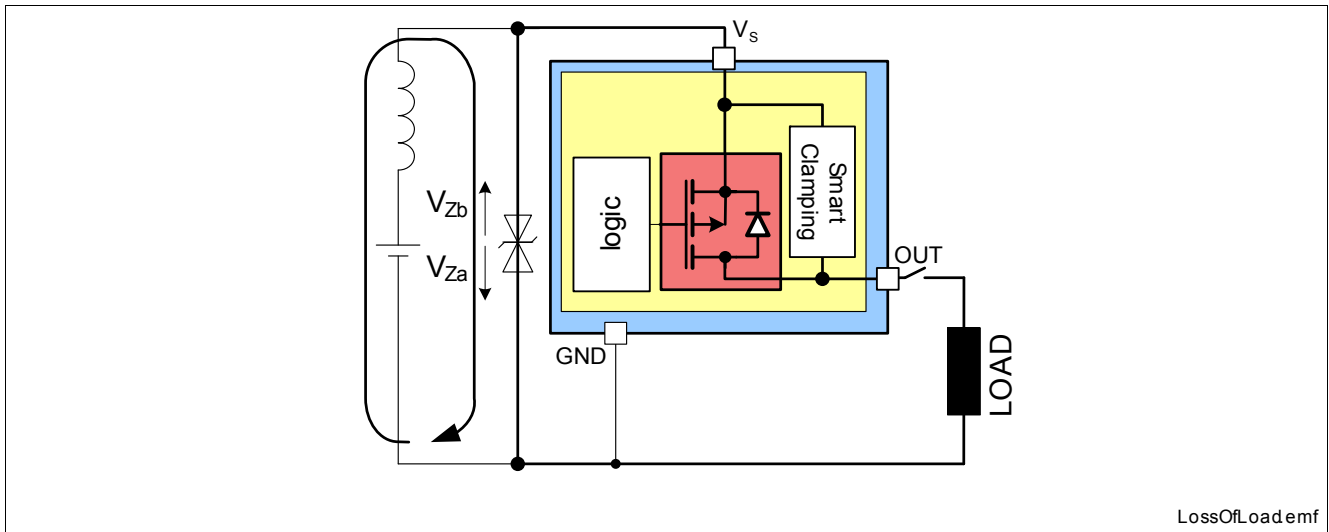 Vs
VZb
VZa
logic
Smart
Clamping
OUT
GND
LOAD
LossOfLoad.emf